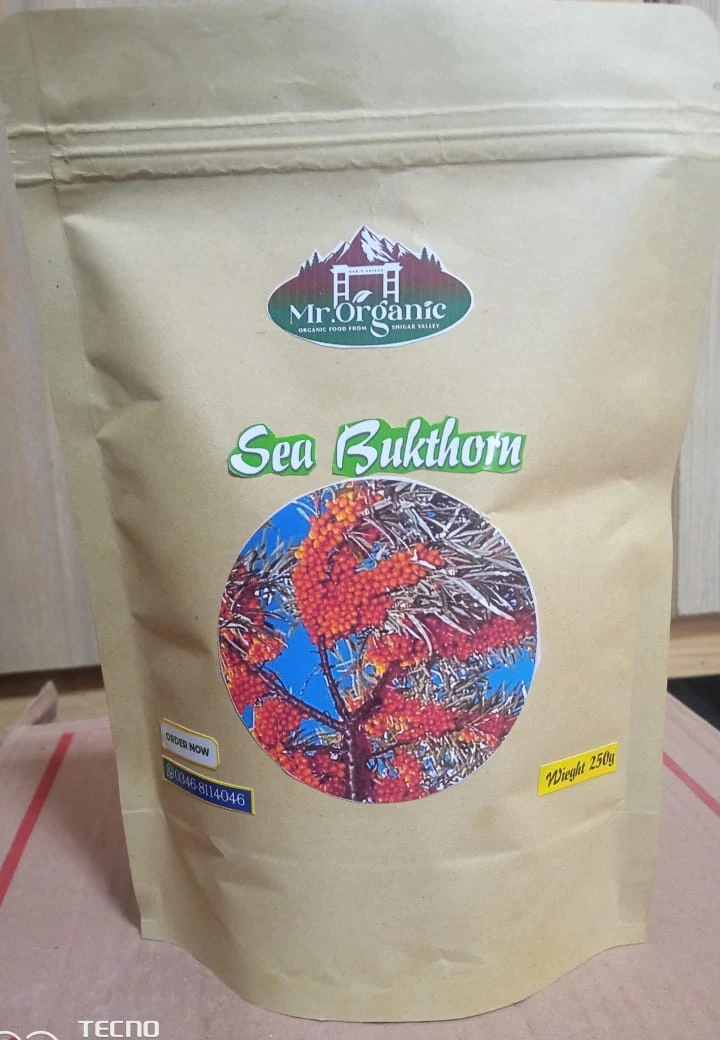 Mr.Organic
ORGANIC FOOD FROM SHIGAR VALLEY
Sea Bukthorn
ORDER NOW
0346-8114046
Wieght 250g
TECNO